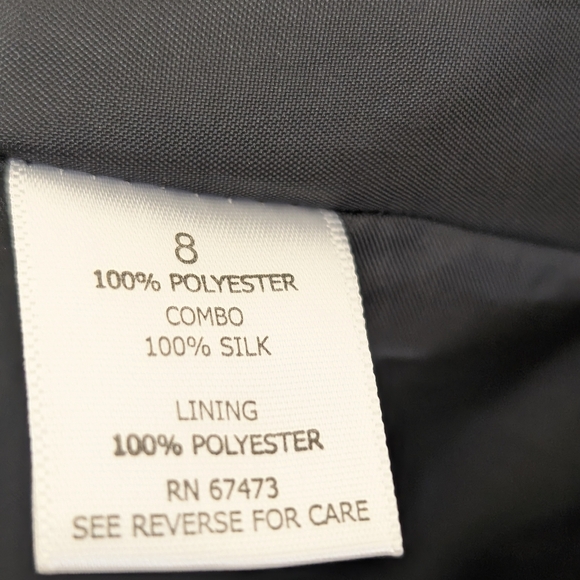 8
100% POLYESTER
COMBO
100% SILK
LINING
100% POLYESTER
RN 67473
SEE REVERSE FOR CARE